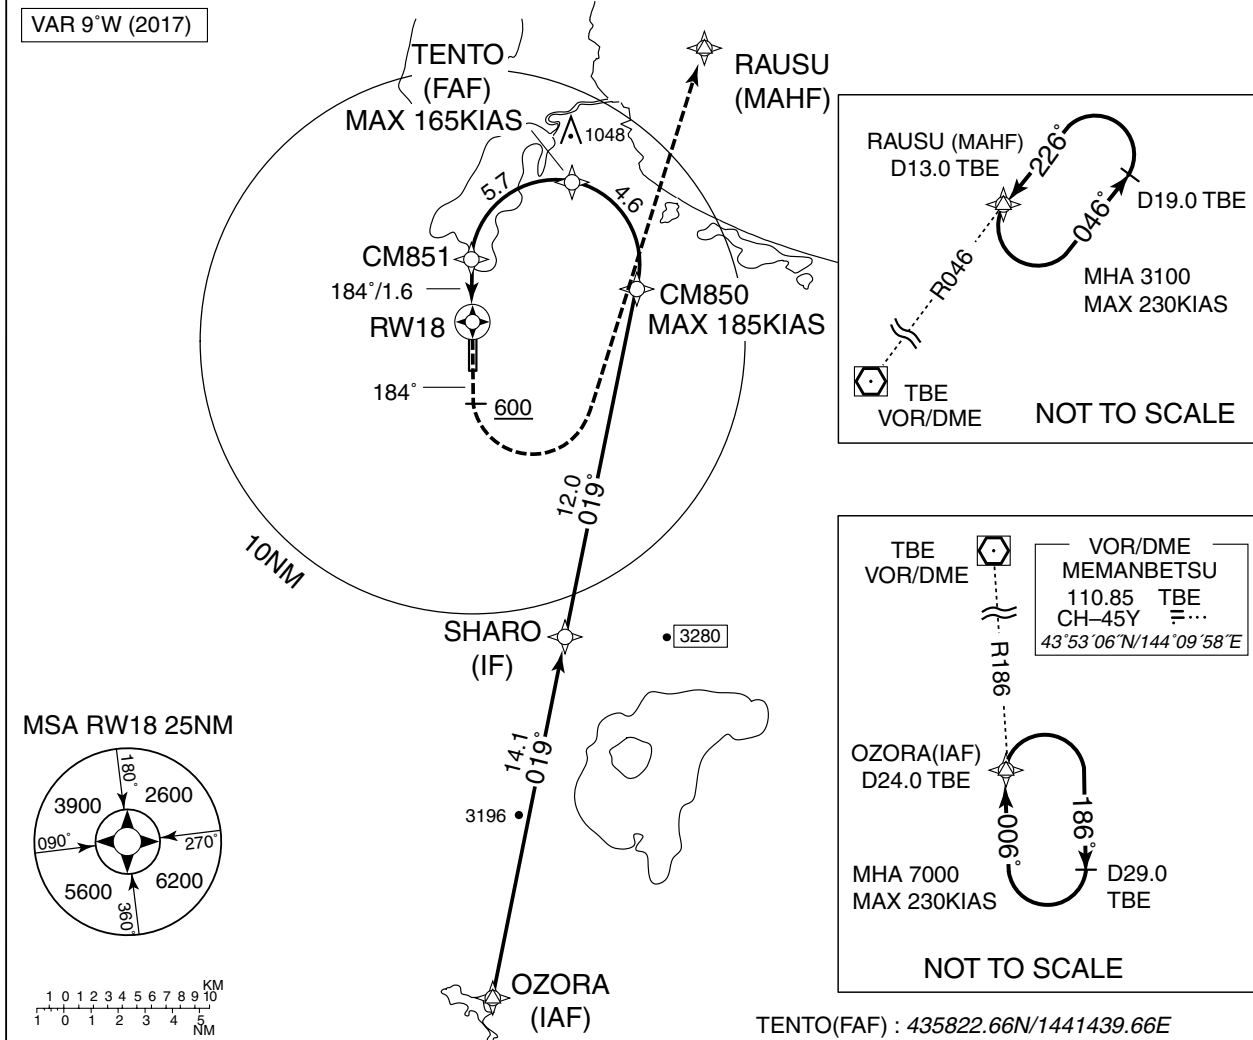 VAR 9°W (2017)
TENTO
(FAF)
MAX 165KIAS
1048
RAUSU
(MAHF)
5.7
4.6
CM851
184°/1.6
RW18
CM850
MAX 185KIAS
184°
600
12.0
019°
10NM
SHARO
(IF)
3280
14.1
019°
3196
OZORA
(IAF)
MSA RW18 25NM
180°
3900
2600
090°
270°
5600
6200
360°
KM
1 0 1 2 3 4 5 6 7 8 9 10
1 0 1 2 3 4 5
NM
RAUSU (MAHF)
D13.0 TBE
226°
046°
D19.0 TBE
R046
MHA 3100
MAX 230KIAS
TBE
VOR/DME
NOT TO SCALE
TBE
VOR/DME
VOR/DME
MEMANBETSU
110.85 TBE
CH–45Y
43°53´06˝N/144°09´58˝E
R186
OZORA(IAF)
D24.0 TBE
006°
186°
MHA 7000
MAX 230KIAS
D29.0
TBE
NOT TO SCALE
TENTO(FAF) : 435822.66N/1441439.66E